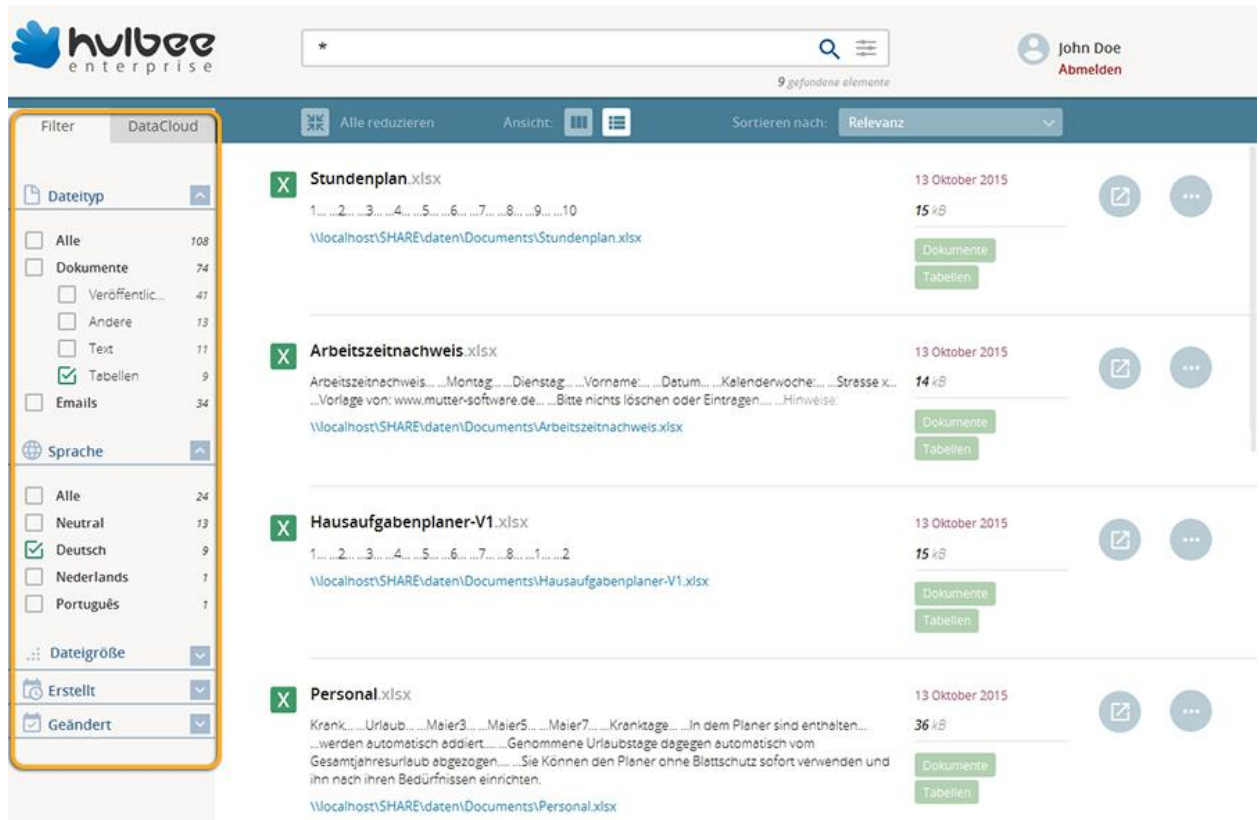 hulbee
enterprise
*
9 gefundene elemente
John Doe
Abmelden
Filter DataCloud
Alle reduzieren Ansicht: Sortieren nach: Relevanz
Dateityp
Alle 108
Dokumente 74
Veröffentlic... 41
Andere 13
Text 11
Tabellen 9
Emails 34
Sprache
Alle 24
Neutral 13
Deutsch 9
Nederlands 1
Português 1
Dateigröße
Erstellt
Geändert
Stundenplan.xlsx
1... ...2... ...3... ...4... ...5... ...6... ...7... ...8... ...9... ...10
\\localhost\SHARE\daten\Documents\Stundenplan.xlsx
13 Oktober 2015
15 kB
Dokumente
Tabellen
Arbeitszeitnachweis.xlsx
Arbeitszeitnachweis... ...Montag... ...Dienstag... ...Vorname:... ...Datum... ...Kalenderwoche:... ...Strasse x...
...Vorlage von: www.mutter-software.de... ...Bitte nichts löschen oder Eintragen.... ...Hinweise:
\\localhost\SHARE\daten\Documents\Arbeitszeitnachweis.xlsx
13 Oktober 2015
14 kB
Dokumente
Tabellen
Hausaufgabenplaner-V1.xlsx
1... ...2... ...3... ...4... ...5... ...6... ...7... ...8... ...1... ...2
\\localhost\SHARE\daten\Documents\Hausaufgabenplaner-V1.xlsx
13 Oktober 2015
15 kB
Dokumente
Tabellen
Personal.xlsx
Krank... ...Urlaub... ...Maier3... ...Maier5... ...Maier7... ...Kranktage... ...In dem Planer sind enthalten...
...werden automatisch addiert.... ...Genommene Urlaubstage dagegen automatisch vom
Gesamtjahresurlaub abgezogen.... ...Sie Können den Planer ohne Blattschutz sofort verwenden und
ihn nach ihren Bedürfnissen einrichten.
\\localhost\SHARE\daten\Documents\Personal.xlsx
13 Oktober 2015
36 kB
Dokumente
Tabellen